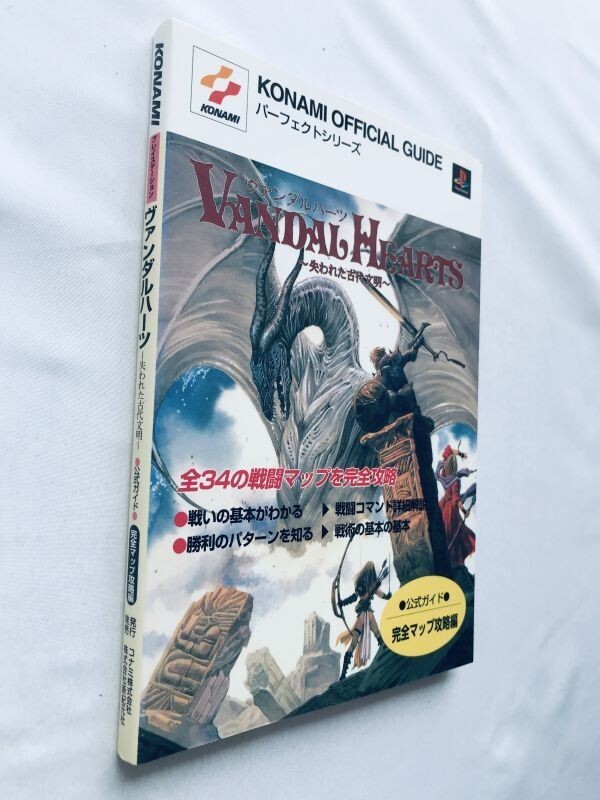 KONAMI
プレイステーション
ヴァンダルハーツ
〜失われた古代文明〜
●公式ガイド●
完全マップ攻略編
発行 コナミ株式会社
発売
KONAMI
KONAMI OFFICIAL GUIDE
パーフェクトシリーズ
ヴァンダルハーツ
VANDAL HEARTS
〜失われた古代文明〜
全34の戦闘マップを完全攻略
●戦いの基本がわかる ▶ 戦闘コマンド詳細解説
●勝利のパターンを知る ▶ 戦術の基本の基本
●公式ガイド●
完全マップ攻略編